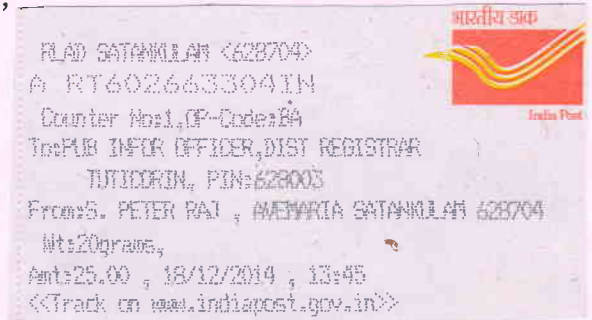 भारतीय डाक
RLAD SATANKULAM <628704>
A RT602663304IN
Counter No:1,OP-Code:BA
To:PUB INFOR OFFICER,DIST REGISTRAR
TUTICORIN, PIN:628003
From:S. PETER RAJ , AVEMARIA SATANKULAM 628704
Wt:20grams,
Amt:25.00 , 18/12/2014 , 13:45
<<Track on www.indiapost.gov.in>>
India Post